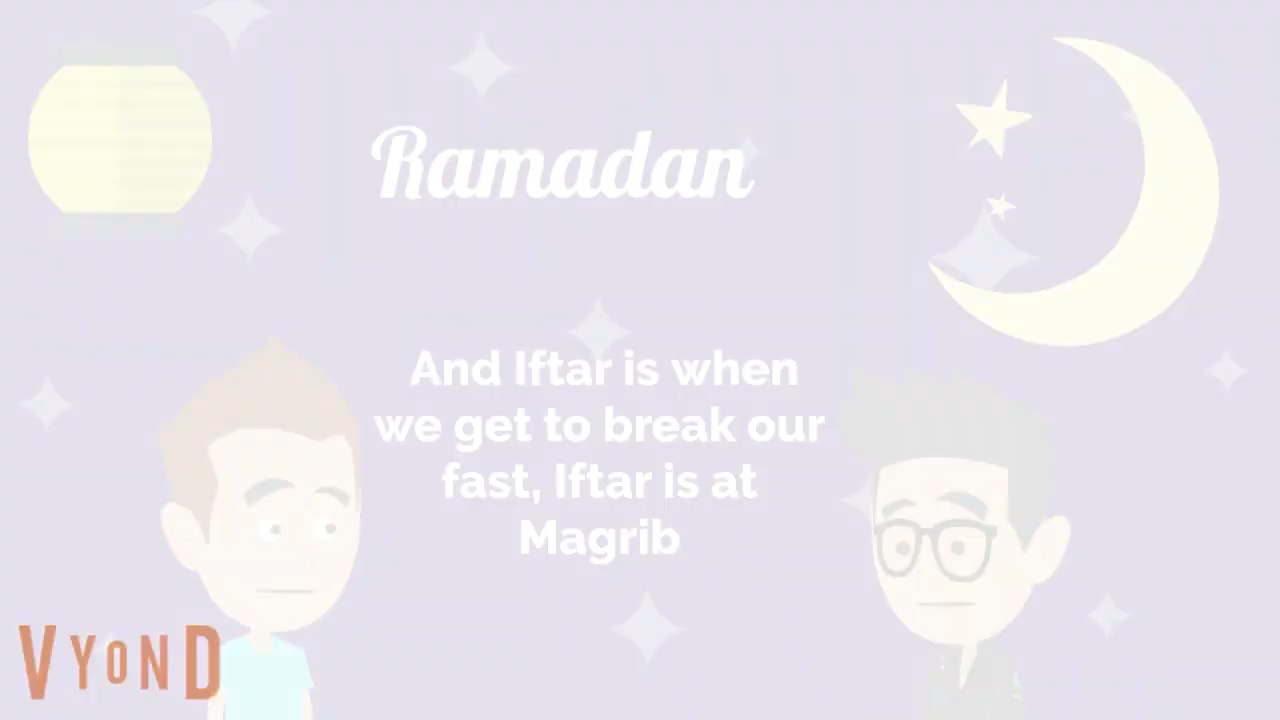 Ramadan
And Iftar is when
we get to break our
fast, Iftar is at
Magrib
VYOND